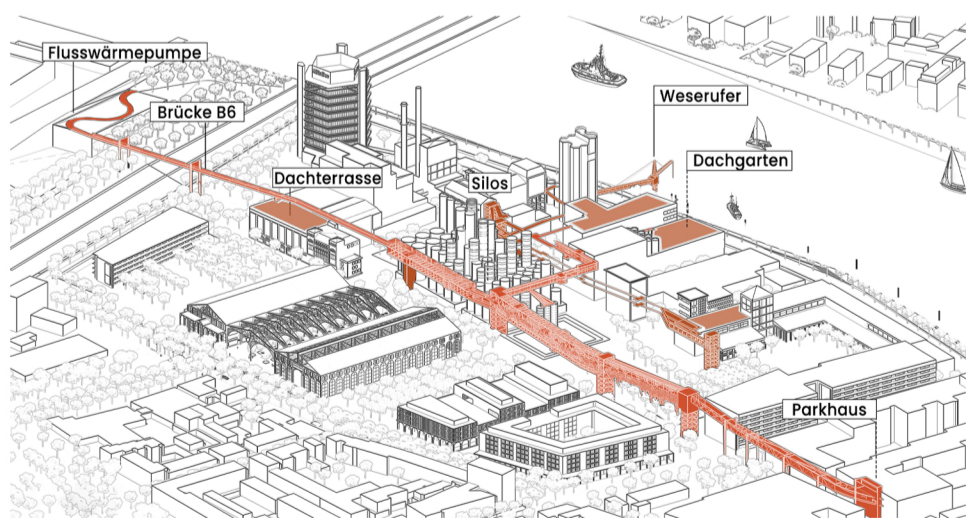 Flusswärmepumpe
Brücke B6
Weserufer
Dachgarten
Dachterrasse
Silos
Parkhaus